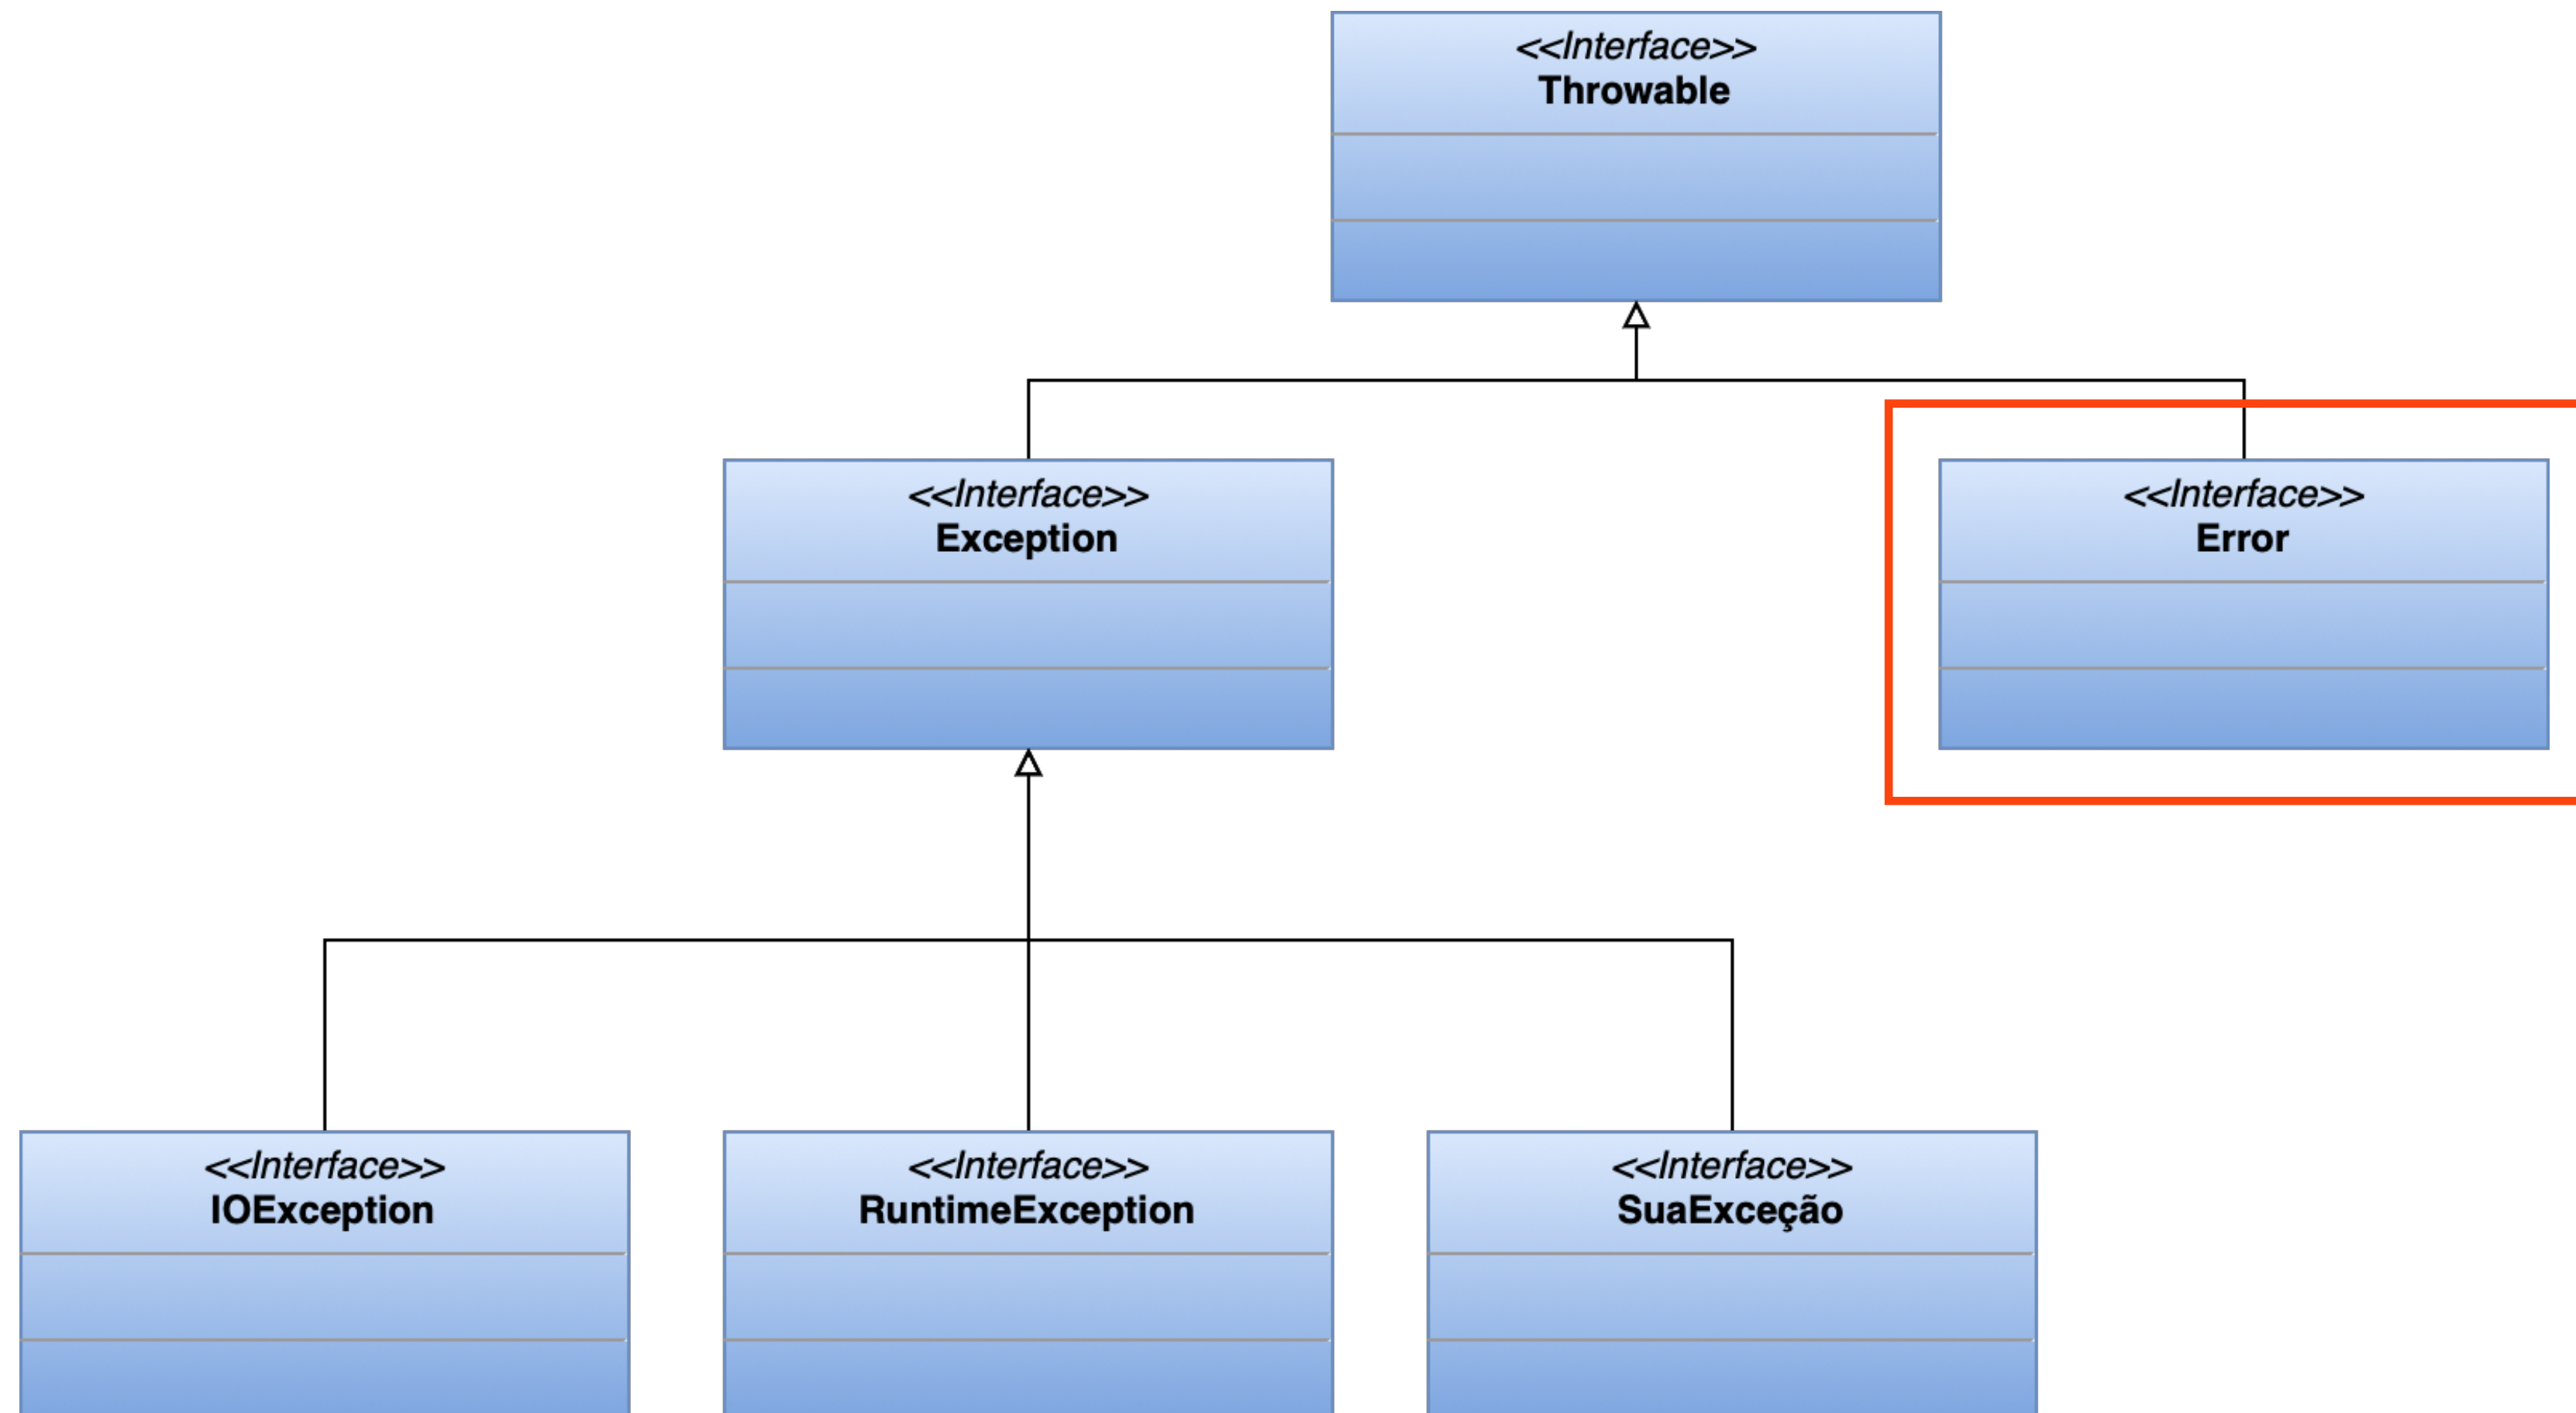 <<Interface>>
Throwable
<<Interface>>
Exception
<<Interface>>
Error
<<Interface>>
IOException
<<Interface>>
RuntimeException
<<Interface>>
SuaExceção